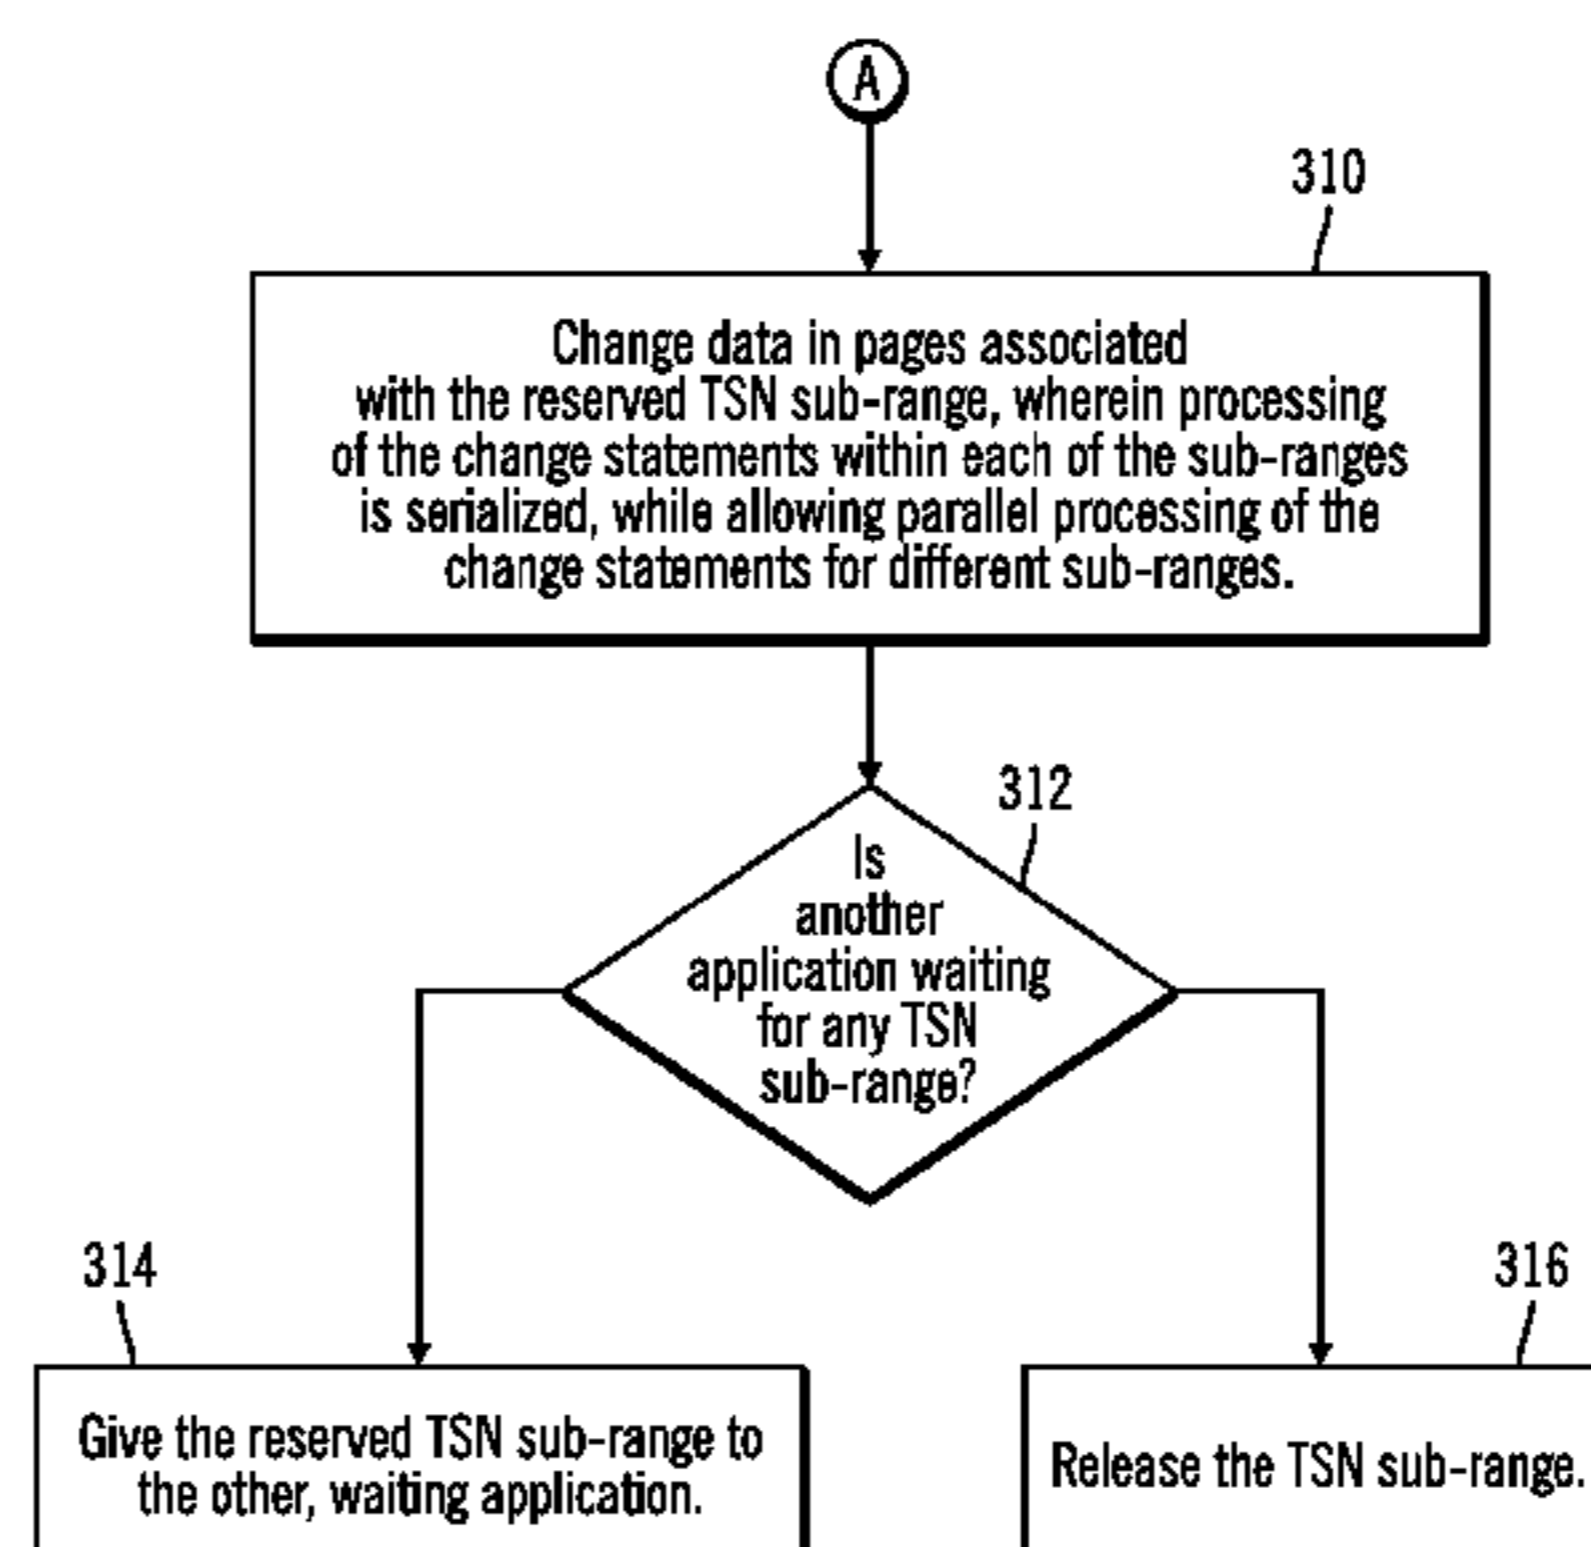 A
310
Change data in pages associated
with the reserved TSN sub-range, wherein processing
of the change statements within each of the sub-ranges
is serialized, while allowing parallel processing of the
change statements for different sub-ranges.
312
Is
another
application waiting
for any TSN
sub-range?
314
316
Give the reserved TSN sub-range to
the other, waiting application.
Release the TSN sub-range.